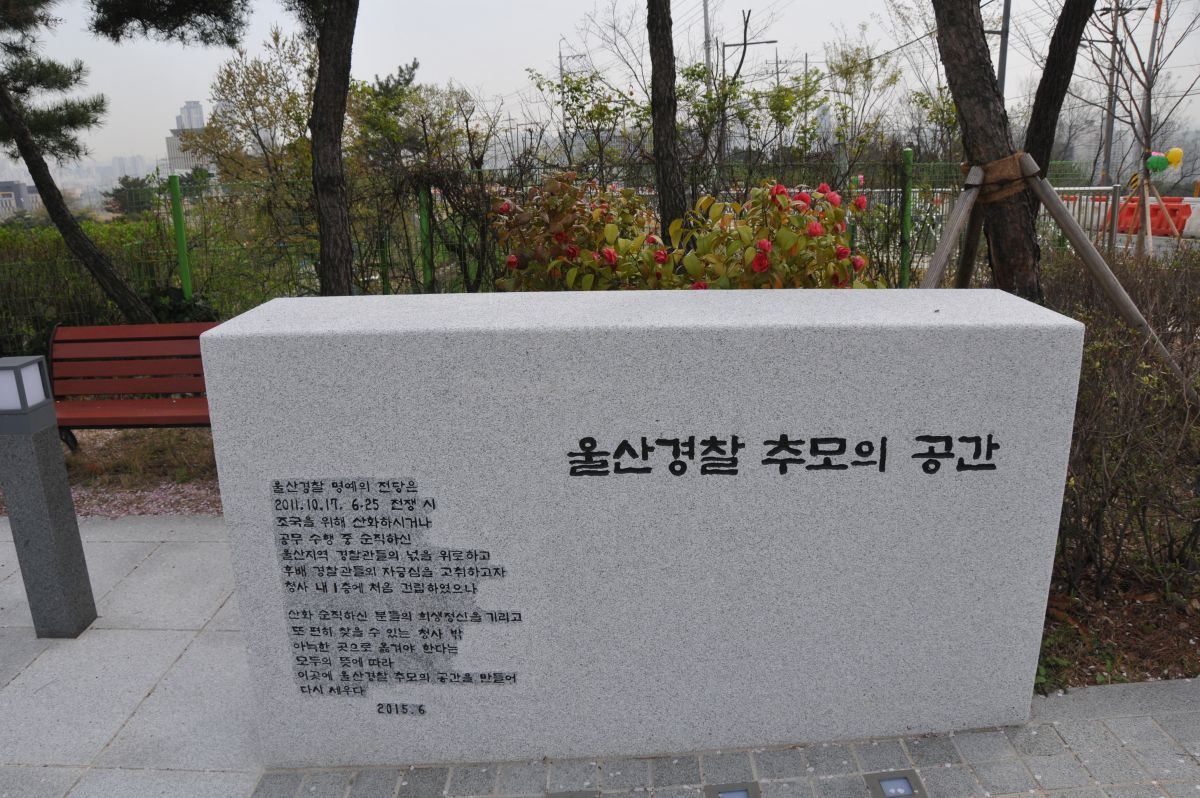 울산경찰 추모의 공간
울산경찰 명예의 전당은
2011.10.17. 6·25 전쟁 시
조국을 위해 산화하시거나
공무 수행 중 순직하신
울산지역 경찰관들의 넋을 위로하고
후배 경찰관들의 자긍심을 고취하고자
청사 내 1층에 처음 건립하였으나
산화 순직하신 분들의 희생정신을 기리고
또 편히 찾을 수 있는 청사 밖
아늑한 곳으로 옮겨야 한다는
모두의 뜻에 따라
이곳에 울산경찰 추모의 공간을 만들어
다시 세우다
2015.6